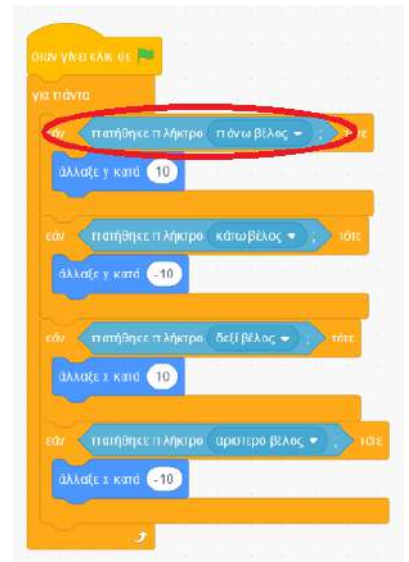 όταν γίνει κλικ σε
για πάντα
εάν πατήθηκε πλήκτρο πάνω βέλος ; τότε
άλλαξε y κατά 10
εάν πατήθηκε πλήκτρο κάτω βέλος ; τότε
άλλαξε y κατά -10
εάν πατήθηκε πλήκτρο δεξί βέλος ; τότε
άλλαξε x κατά 10
εάν πατήθηκε πλήκτρο αριστερό βέλος ; τότε
άλλαξε x κατά -10